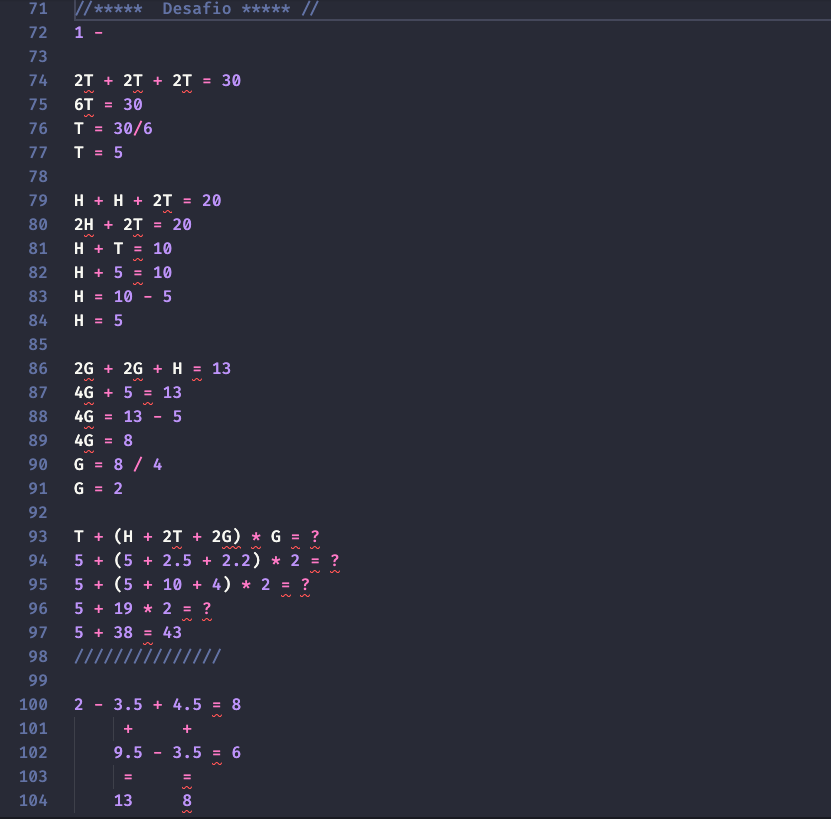 71 //*****  Desafio ***** //
72 1 -
73
74 2T + 2T + 2T = 30
75 6T = 30
76 T = 30/6
77 T = 5
78
79 H + H + 2T = 20
80 2H + 2T = 20
81 H + T = 10
82 H + 5 = 10
83 H = 10 - 5
84 H = 5
85
86 2G + 2G + H = 13
87 4G + 5 = 13
88 4G = 13 - 5
89 4G = 8
90 G = 8 / 4
91 G = 2
92
93 T + (H + 2T + 2G) * G = ?
94 5 + (5 + 2.5 + 2.2) * 2 = ?
95 5 + (5 + 10 + 4) * 2 = ?
96 5 + 19 * 2 = ?
97 5 + 38 = 43
98 ///////////////
99
100 2 - 3.5 + 4.5 = 8
101     +     +
102     9.5 - 3.5 = 6
103     =     =
104     13     8